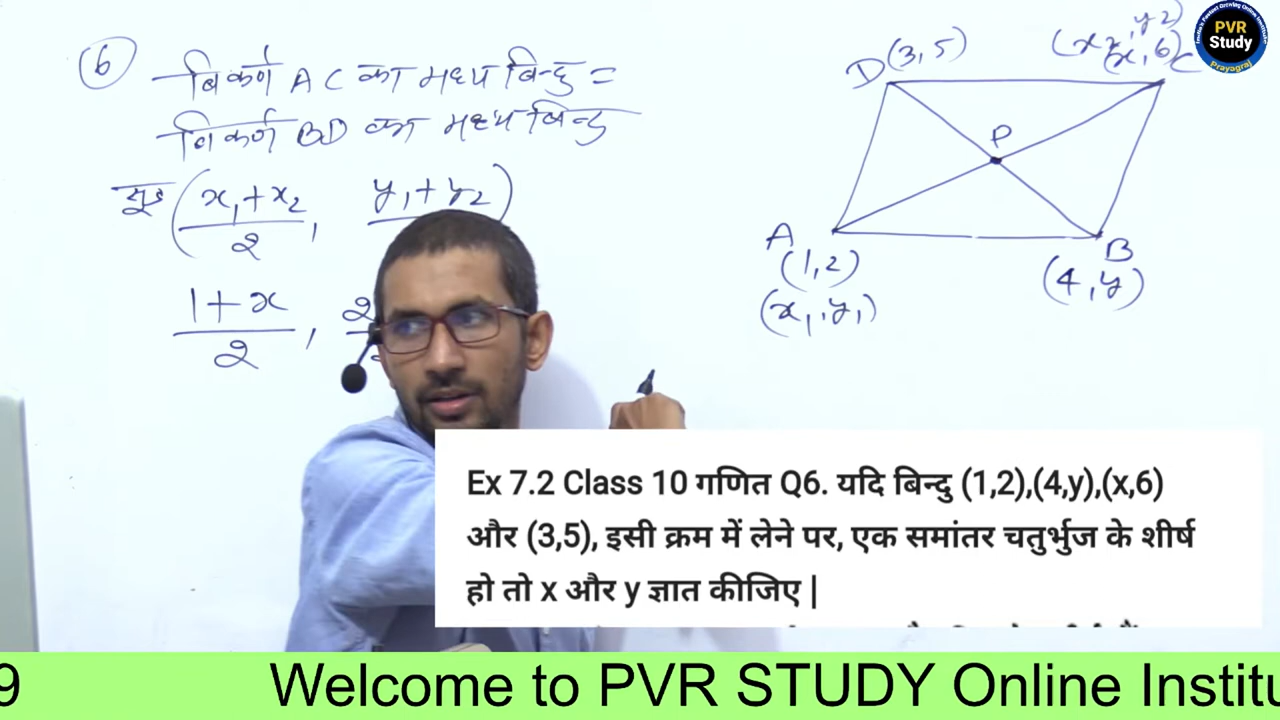 6
विकर्ण AC का मध्य बिन्दु =
विकर्ण BD का मध्य बिन्दु
सूत्र (x₁+x₂/2, y₁+y₂
1+x/2, 2
D(3,5)
(x₂,y2)
(x,6) C
P
A
(1,2)
(x₁,y₁)
B
(4,y)
PVR
Study
Prayagraj
Ex 7.2 Class 10 गणित Q6. यदि बिन्दु (1,2),(4,y),(x,6)
और (3,5), इसी क्रम में लेने पर, एक समांतर चतुर्भुज के शीर्ष
हो तो x और y ज्ञात कीजिए |
9 Welcome to PVR STUDY Online Institu